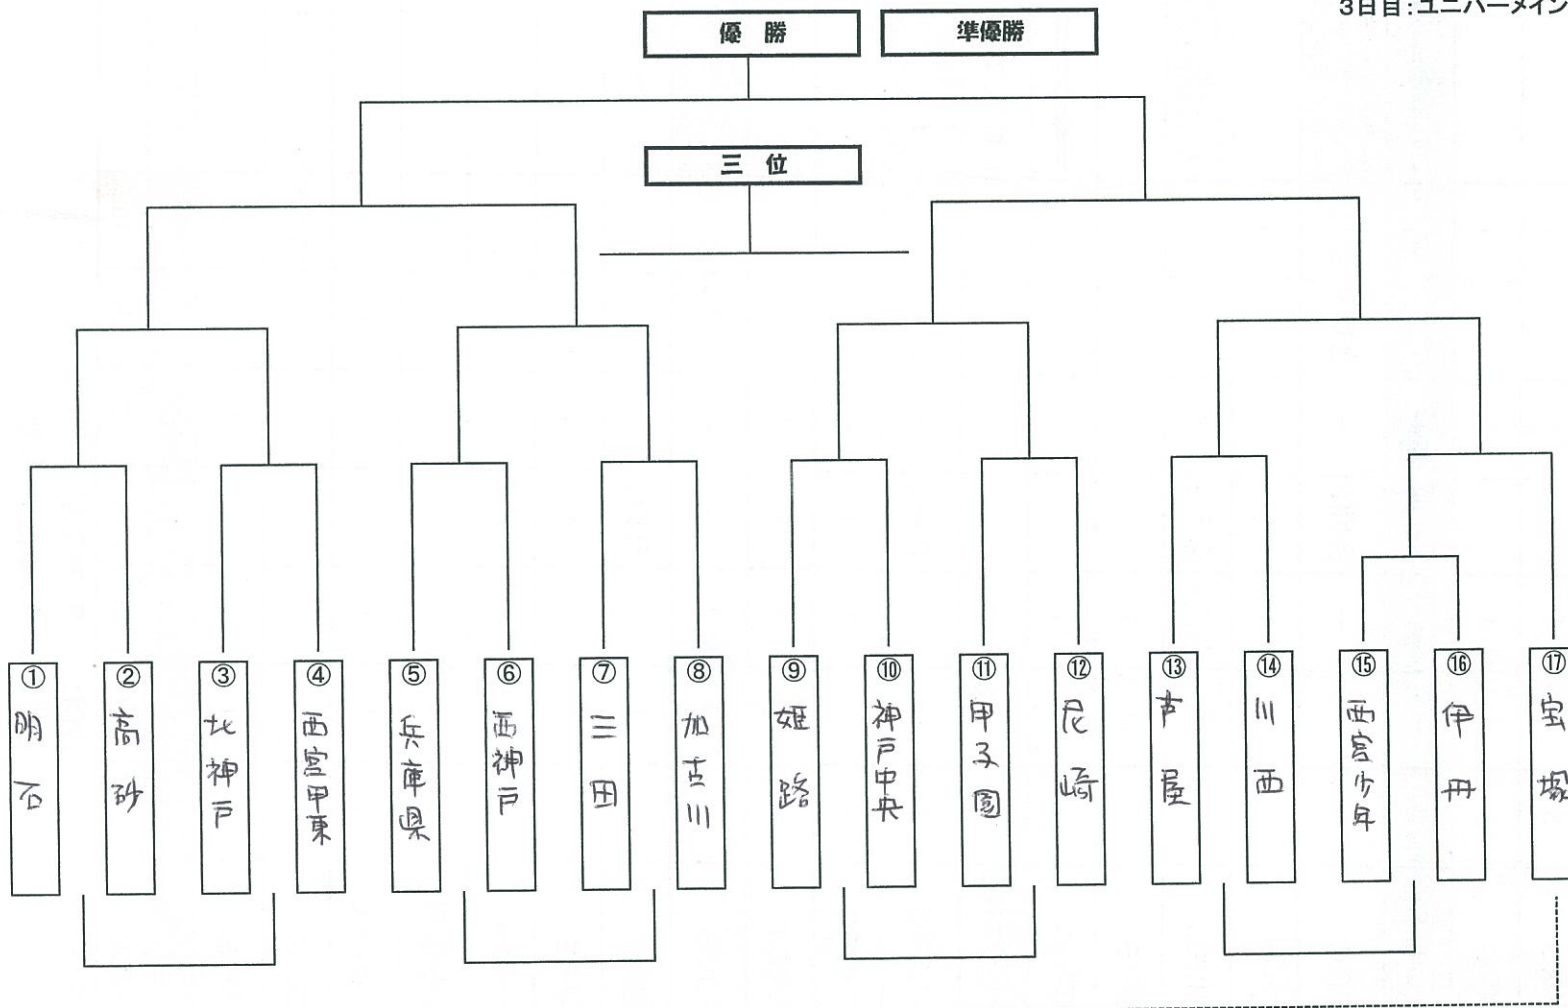 3日目:ユニバーメイン
優 勝
準優勝
三 位
① 明石
② 高砂
③ 北神戸
④ 西宮甲東
⑤ 兵庫県
⑥ 西神戸
⑦ 三田
⑧ 加古川
⑨ 姫路
⑩ 神戸中央
⑪ 甲子園
⑫ 尼崎
⑬ 芦屋
⑭ 川西
⑮ 西宮少年
⑯ 伊丹
⑰ 宝塚